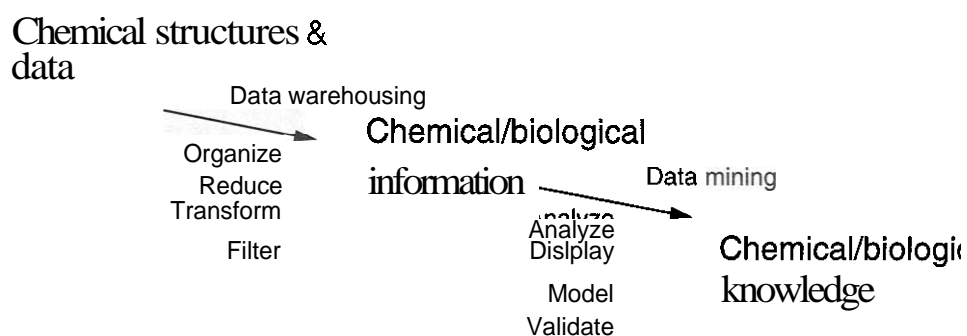 Chemical structures &
data
Data warehousing
Organize
Reduce
Transform
Filter
Chemical/biological
information
Data mining
Analyze
Dislplay
Model
Validate
knowledge